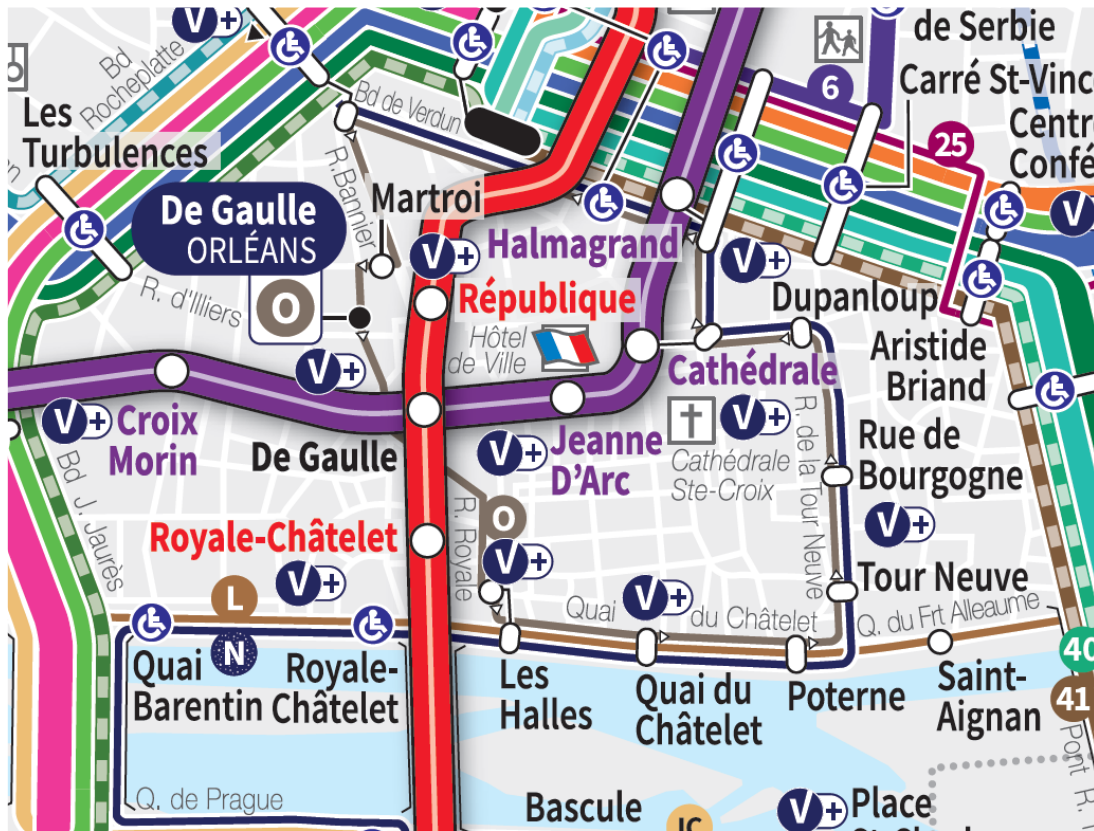 V+
de Serbie
Bd
Rocheplatte
6
Carré St-Vinc
Les
Turbulences
Bd de Verdun
Centr
Confé
25
V
R. Bannier
Martroi
De Gaulle
ORLÉANS
V+
Halmagrand
V+
R. d'Illiers
O
République
Dupanloup
Hôtel
de Ville
Aristide
Briand
V+
Cathédrale
V+
Croix
Morin
V+
Jeanne
D'Arc
V+
Cathédrale
Ste-Croix
R. de la Tour Neuve
Rue de
Bourgogne
De Gaulle
Bd J. Jaurès
R. Royale
O
V+
Royale-Châtelet
V+
V+
Tour Neuve
L
Quai
V+
du Châtelet
Q. du Frt Alleaume
N
Quai
Barentin
Royale-
Châtelet
Les
Halles
Quai du
Châtelet
Poterne
Saint-
Aignan
40
41
Pont R. T
Q. de Prague
Bascule
JC
V+
Place